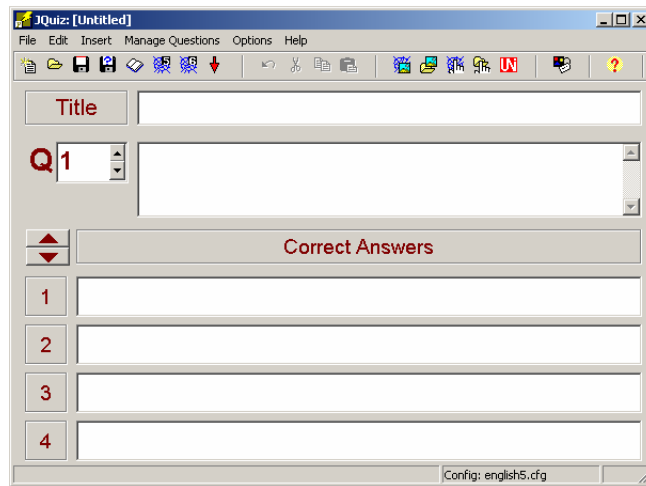 JQuiz: [Untitled]
File Edit Insert Manage Questions Options Help
Title
Q 1
Correct Answers
1
2
3
4
Config: english5.cfg